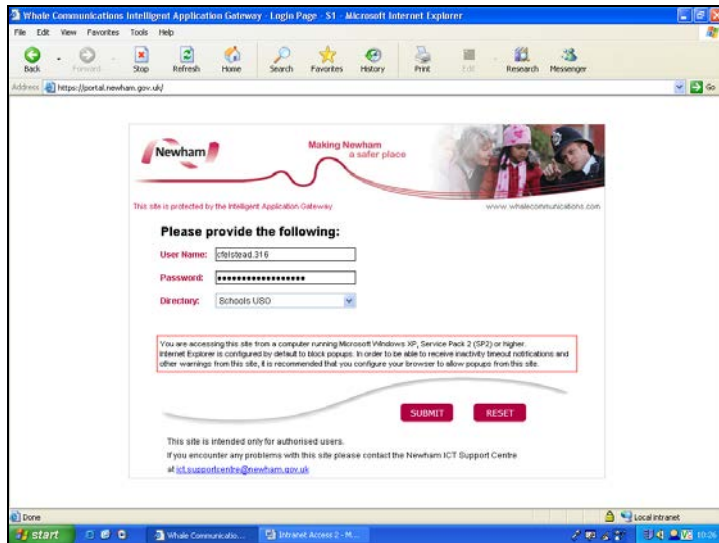 Whale Communications Intelligent Application Gateway - Login Page - S1 - Microsoft Internet Explorer
File Edit View Favorites Tools Help
Back Forward Stop Refresh Home Search Favorites History Print Edit Research Messenger
Address https://portal.newham.gov.uk/ Go
Newham
Making Newham
a safer place
This site is protected by the Intelligent Application Gateway.
www.whalecommunications.com
Please provide the following:
User Name: cfelstead.316
Password: ••••••••••••••••••
Directory: Schools USO
You are accessing this site from a computer running Microsoft Windows XP, Service Pack 2 (SP2) or higher.
Internet Explorer is configured by default to block popups. In order to be able to receive inactivity timeout notifications and
other warnings from this site, it is recommended that you configure your browser to allow popups from this site.
SUBMIT RESET
This site is intended only for authorised users.
If you encounter any problems with this site please contact the Newham ICT Support Centre
at ict.supportcentre@newham.gov.uk
Done Local intranet
start Whale Communicatio... Intranet Access 2 - M... 10:26